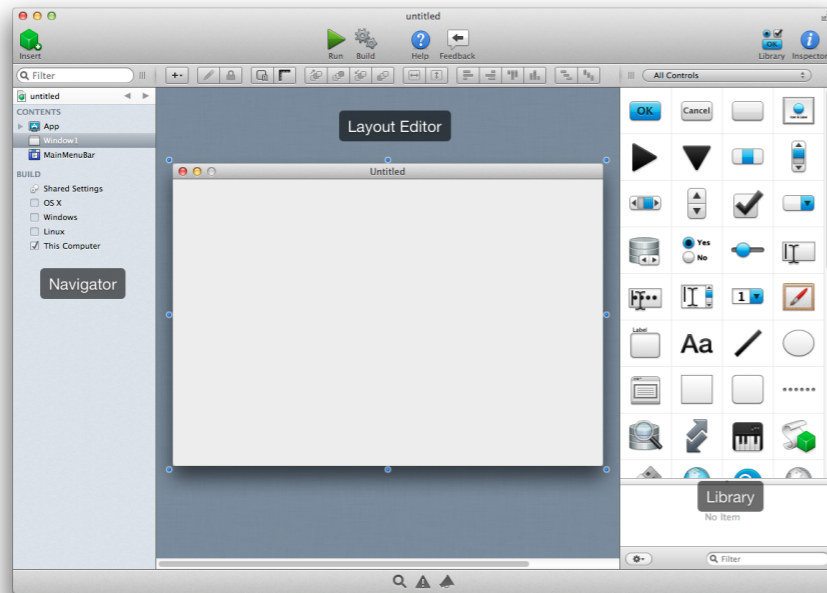 untitled
Insert
Run
Build
Help
Feedback
Library
Inspector
Filter
All Controls
untitled
CONTENTS
App
Window1
MainMenuBar
BUILD
Shared Settings
OS X
Windows
Linux
This Computer
Navigator
Layout Editor
Untitled
OK
Cancel
Yes
No
1
Label
Aa
Library
No Item
Filter